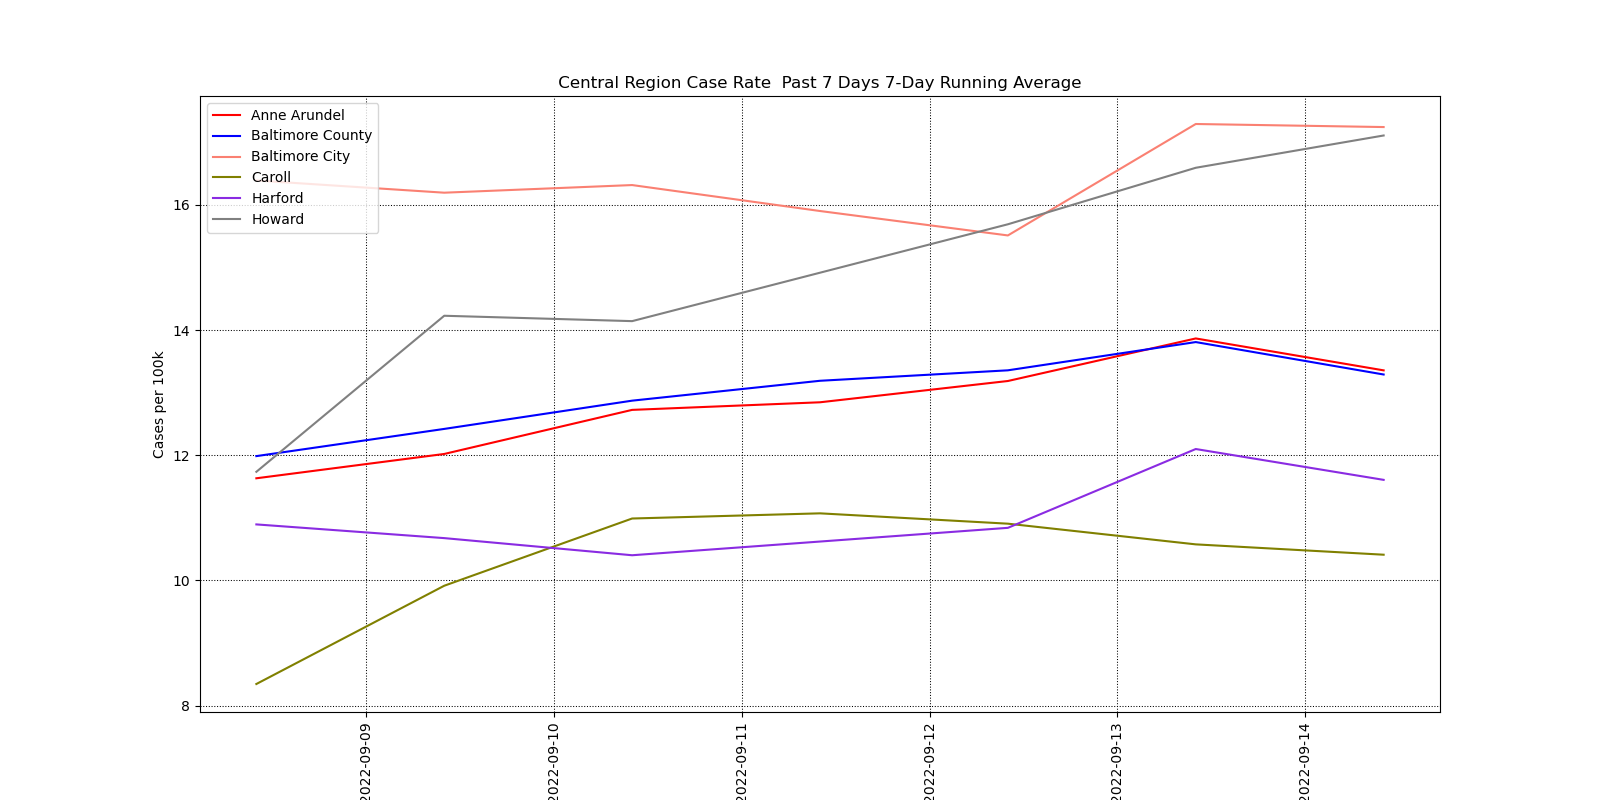 Central Region Case Rate  Past 7 Days 7-Day Running Average
Anne Arundel
Baltimore County
Baltimore City
Caroll
Harford
Howard
Cases per 100k
16
14
12
10
8
2022-09-09
2022-09-10
2022-09-11
2022-09-12
2022-09-13
2022-09-14